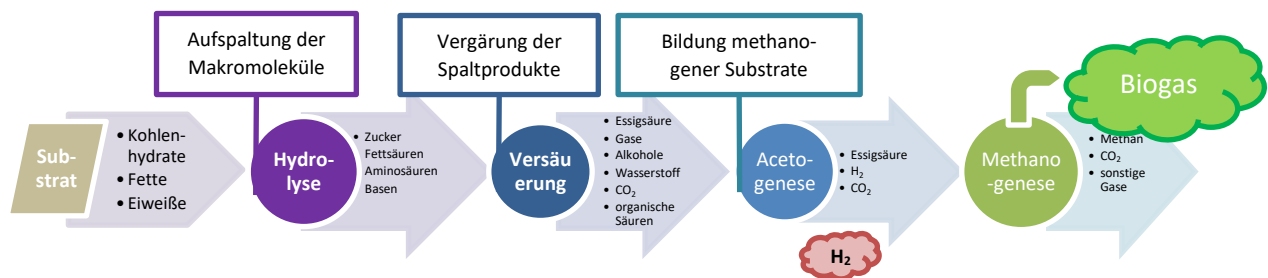 Aufspaltung der
Makromoleküle
Vergärung der
Spaltprodukte
Bildung methano-
gener Substrate
Biogas
Sub-
strat
• Kohlen-
hydrate
• Fette
• Eiweiße
Hydro-
lyse
• Zucker
Fettsäuren
Aminosäuren
Basen
Versäu
erung
• Essigsäure
• Gase
• Alkohole
• Wasserstoff
• CO₂
• organische
Säuren
Aceto-
genese
• Essigsäure
• H₂
• CO₂
H₂
Methano
-genese
• Methan
• CO₂
• sonstige
Gase